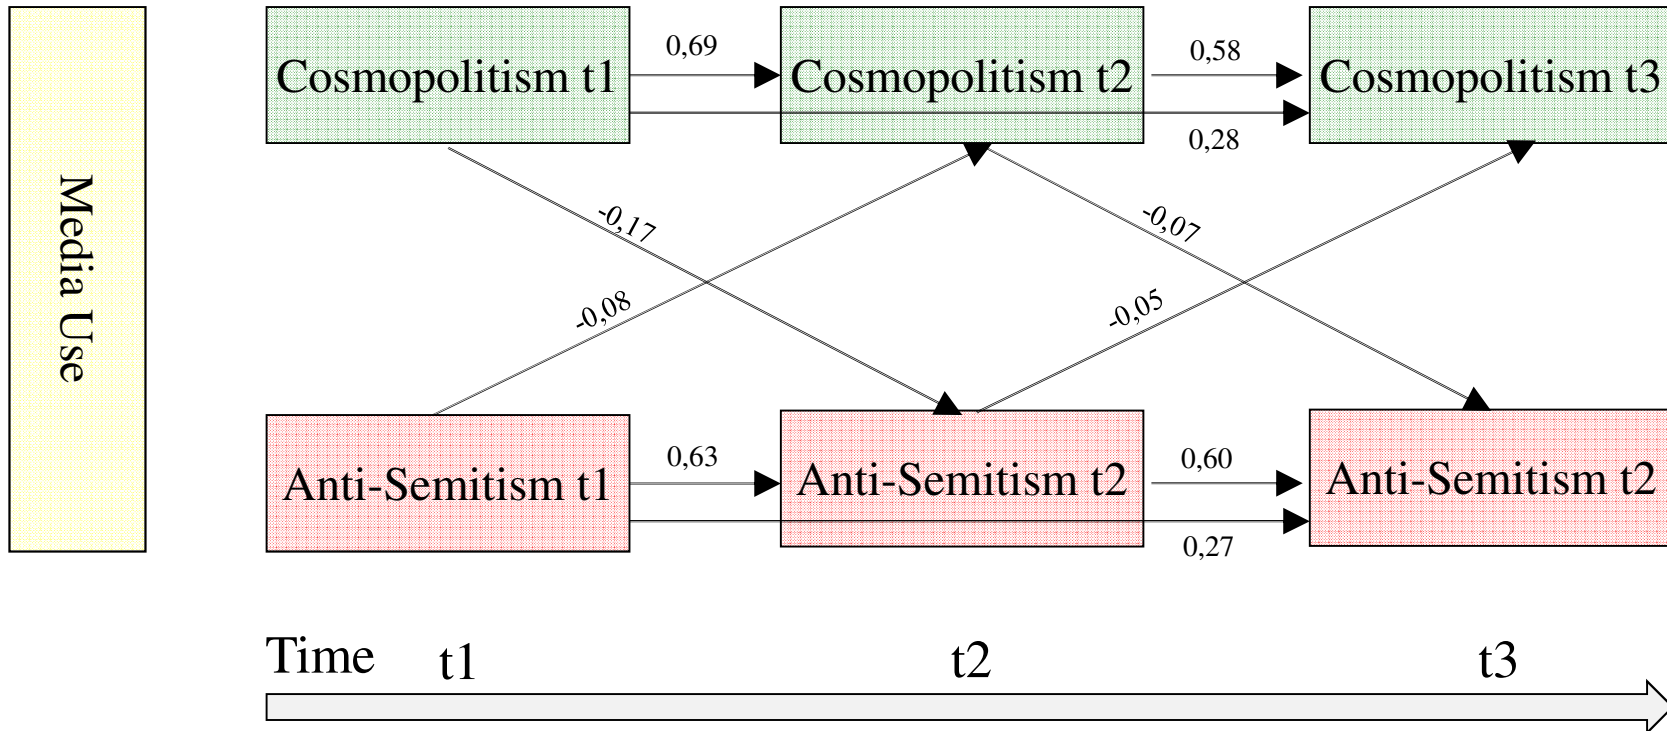 Media Use
Cosmopolitism t1
0,69
Cosmopolitism t2
0,58
Cosmopolitism t3
0,28
-0,17
-0,07
-0,08
-0,05
Anti-Semitism t1
0,63
Anti-Semitism t2
0,60
Anti-Semitism t2
0,27
Time t1 t2 t3